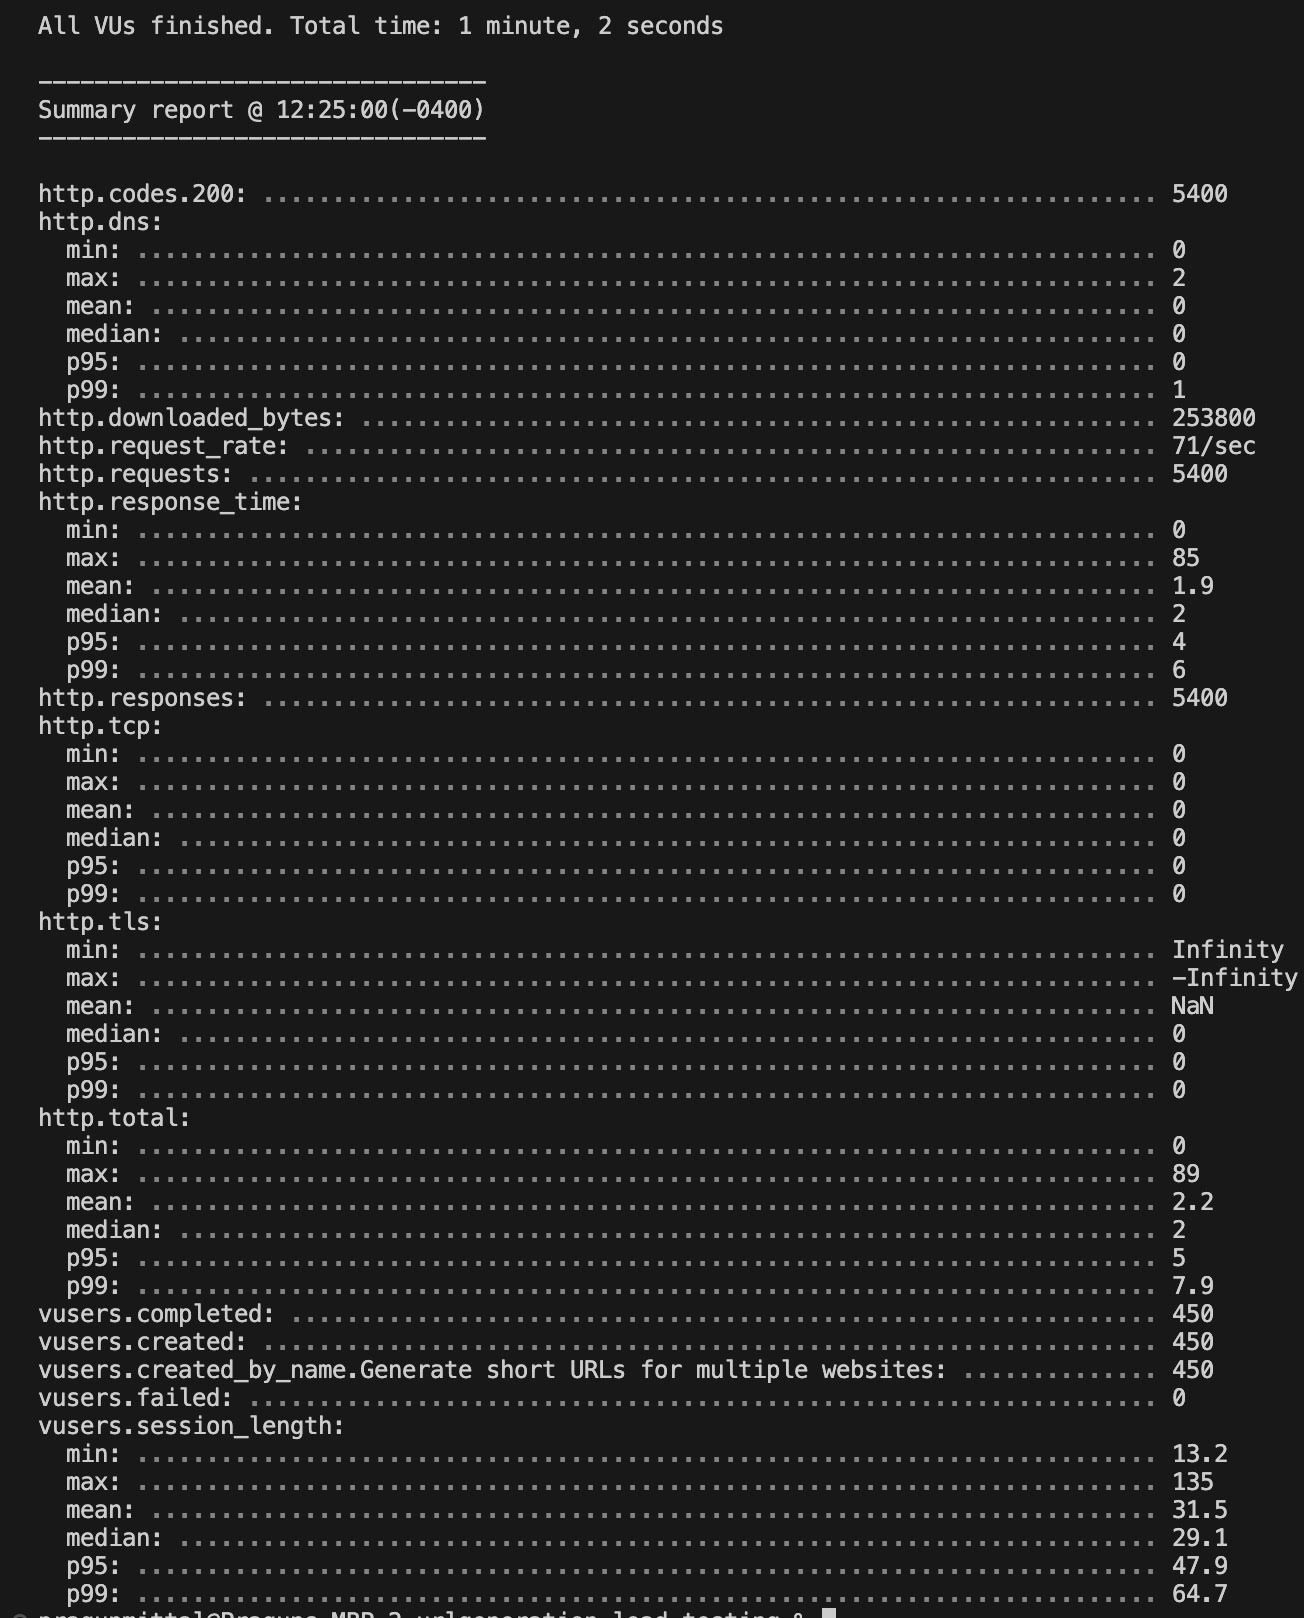 All VUs finished. Total time: 1 minute, 2 seconds
--------------------------------
Summary report @ 12:25:00(-0400)
--------------------------------
http.codes.200: ................................................................ 5400
http.dns:
min: ......................................................................... 0
max: ......................................................................... 2
mean: ........................................................................ 0
median: ...................................................................... 0
p95: ......................................................................... 0
p99: ......................................................................... 1
http.downloaded_bytes: ......................................................... 253800
http.request_rate: ............................................................. 71/sec
http.requests: ................................................................. 5400
http.response_time:
min: ......................................................................... 0
max: ......................................................................... 85
mean: ........................................................................ 1.9
median: ...................................................................... 2
p95: ......................................................................... 4
p99: ......................................................................... 6
http.responses: ................................................................ 5400
http.tcp:
min: ......................................................................... 0
max: ......................................................................... 0
mean: ........................................................................ 0
median: ...................................................................... 0
p95: ......................................................................... 0
p99: ......................................................................... 0
http.tls:
min: ......................................................................... Infinity
max: ......................................................................... -Infinity
mean: ........................................................................ NaN
median: ...................................................................... 0
p95: ......................................................................... 0
p99: ......................................................................... 0
http.total:
min: ......................................................................... 0
max: ......................................................................... 89
mean: ........................................................................ 2.2
median: ...................................................................... 2
p95: ......................................................................... 5
p99: ......................................................................... 7.9
vusers.completed: .............................................................. 450
vusers.created: ................................................................ 450
vusers.created_by_name.Generate short URLs for multiple websites: .............. 450
vusers.failed: ................................................................. 0
vusers.session_length:
min: ......................................................................... 13.2
max: ......................................................................... 135
mean: ........................................................................ 31.5
median: ...................................................................... 29.1
p95: ......................................................................... 47.9
p99: ......................................................................... 64.7